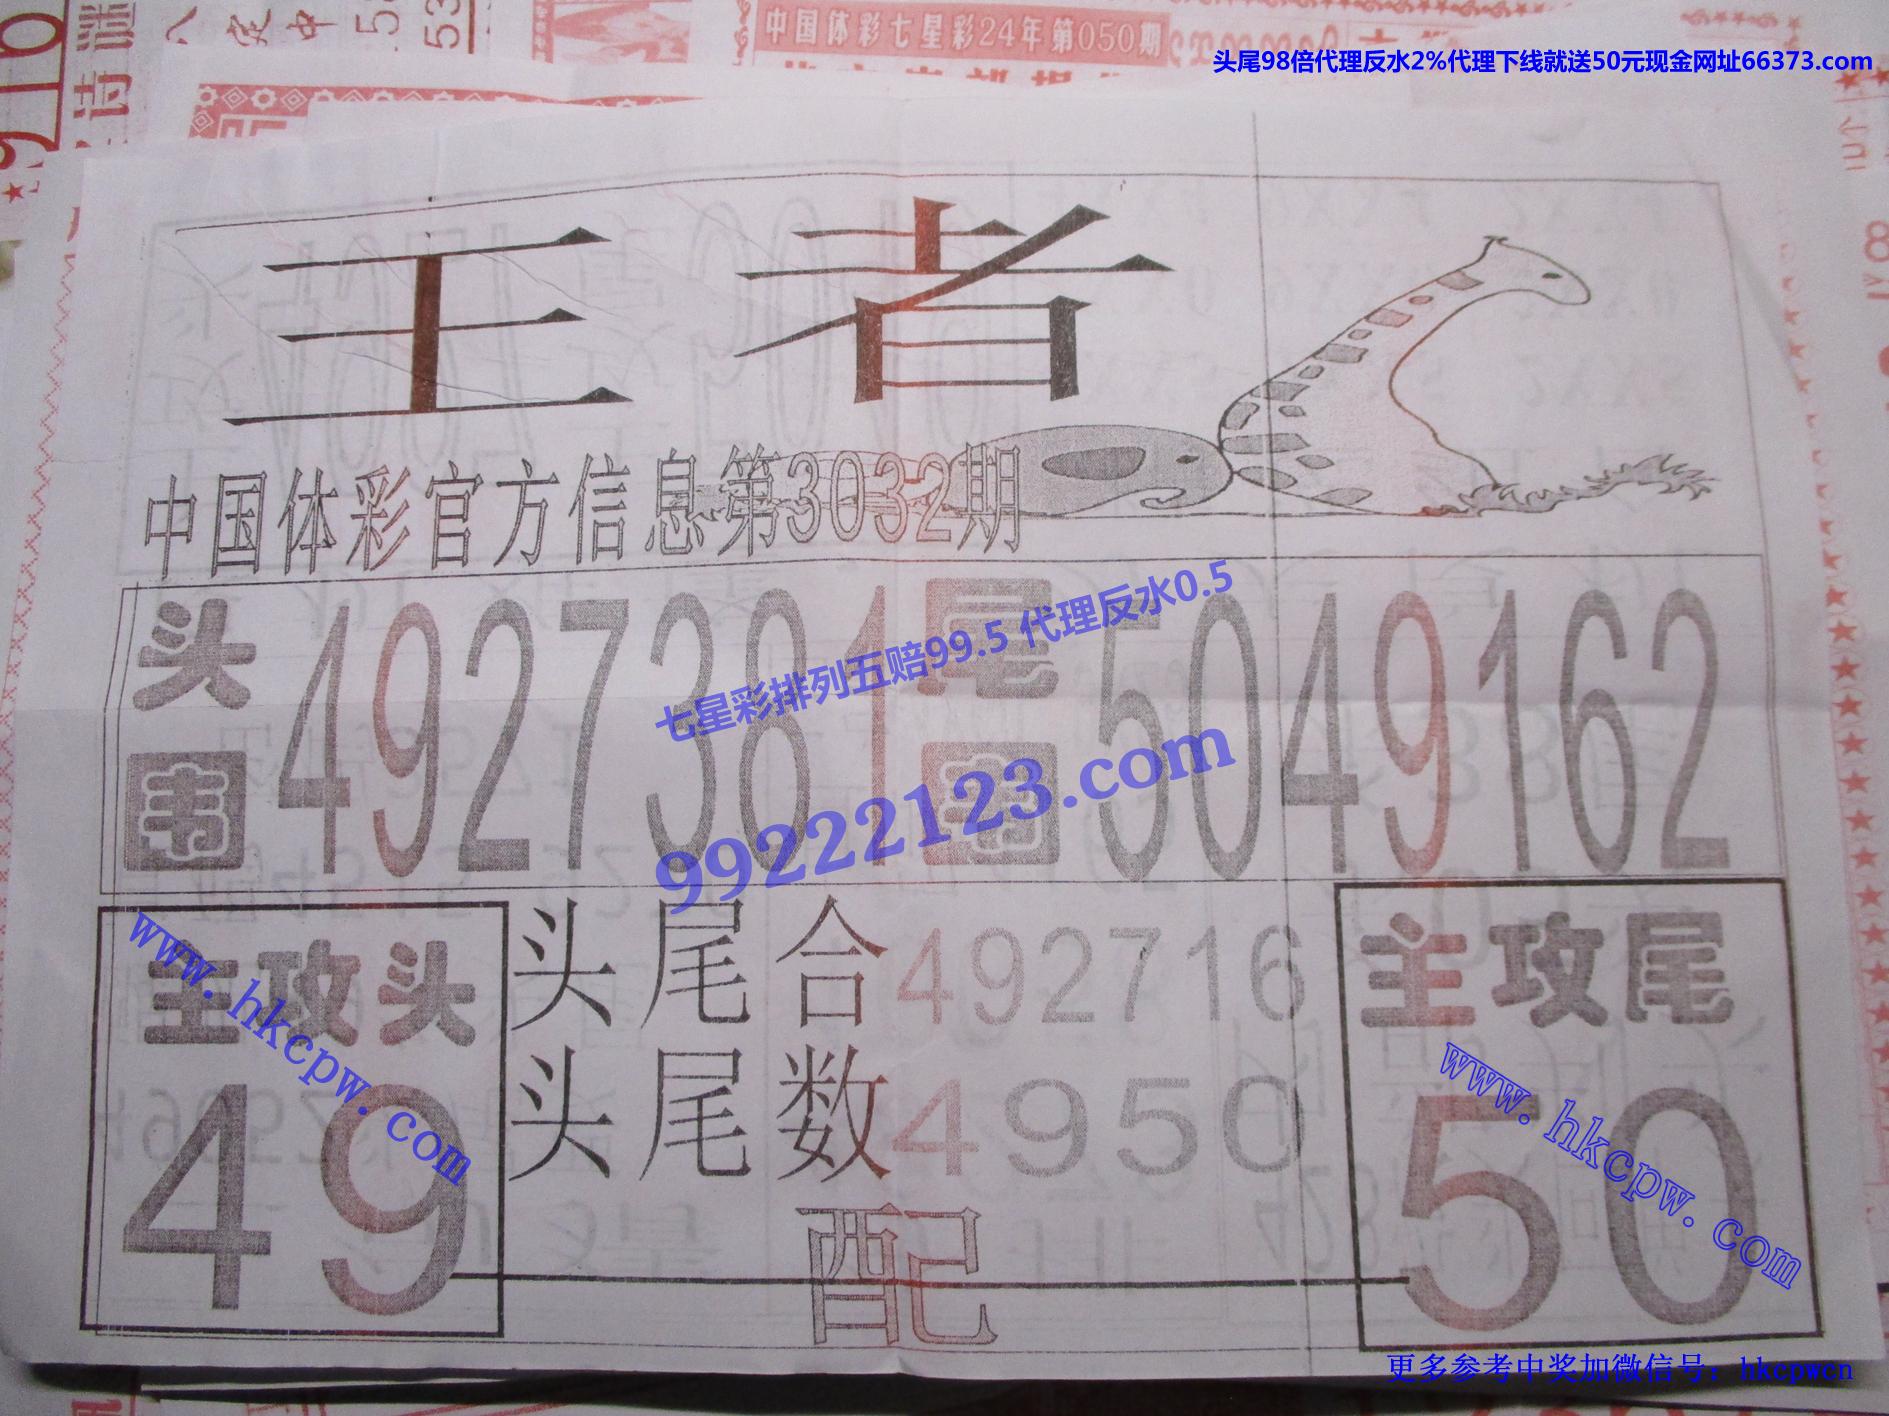 中国体彩七星彩24年第050期
头尾98倍代理反水2%代理下线就送50元现金网址66373.com
王者
中国体彩官方信息第3032期
头围 4927381 尾围 5049162
七星彩排列五赔99.5 代理反水0.5
99222123.com
主攻头 49
www.hkcpw.com
头尾合 492716
头尾数 4950
配
主攻尾 50
www.hkcpw.com
更多参考中奖加微信号：hkcpwcn